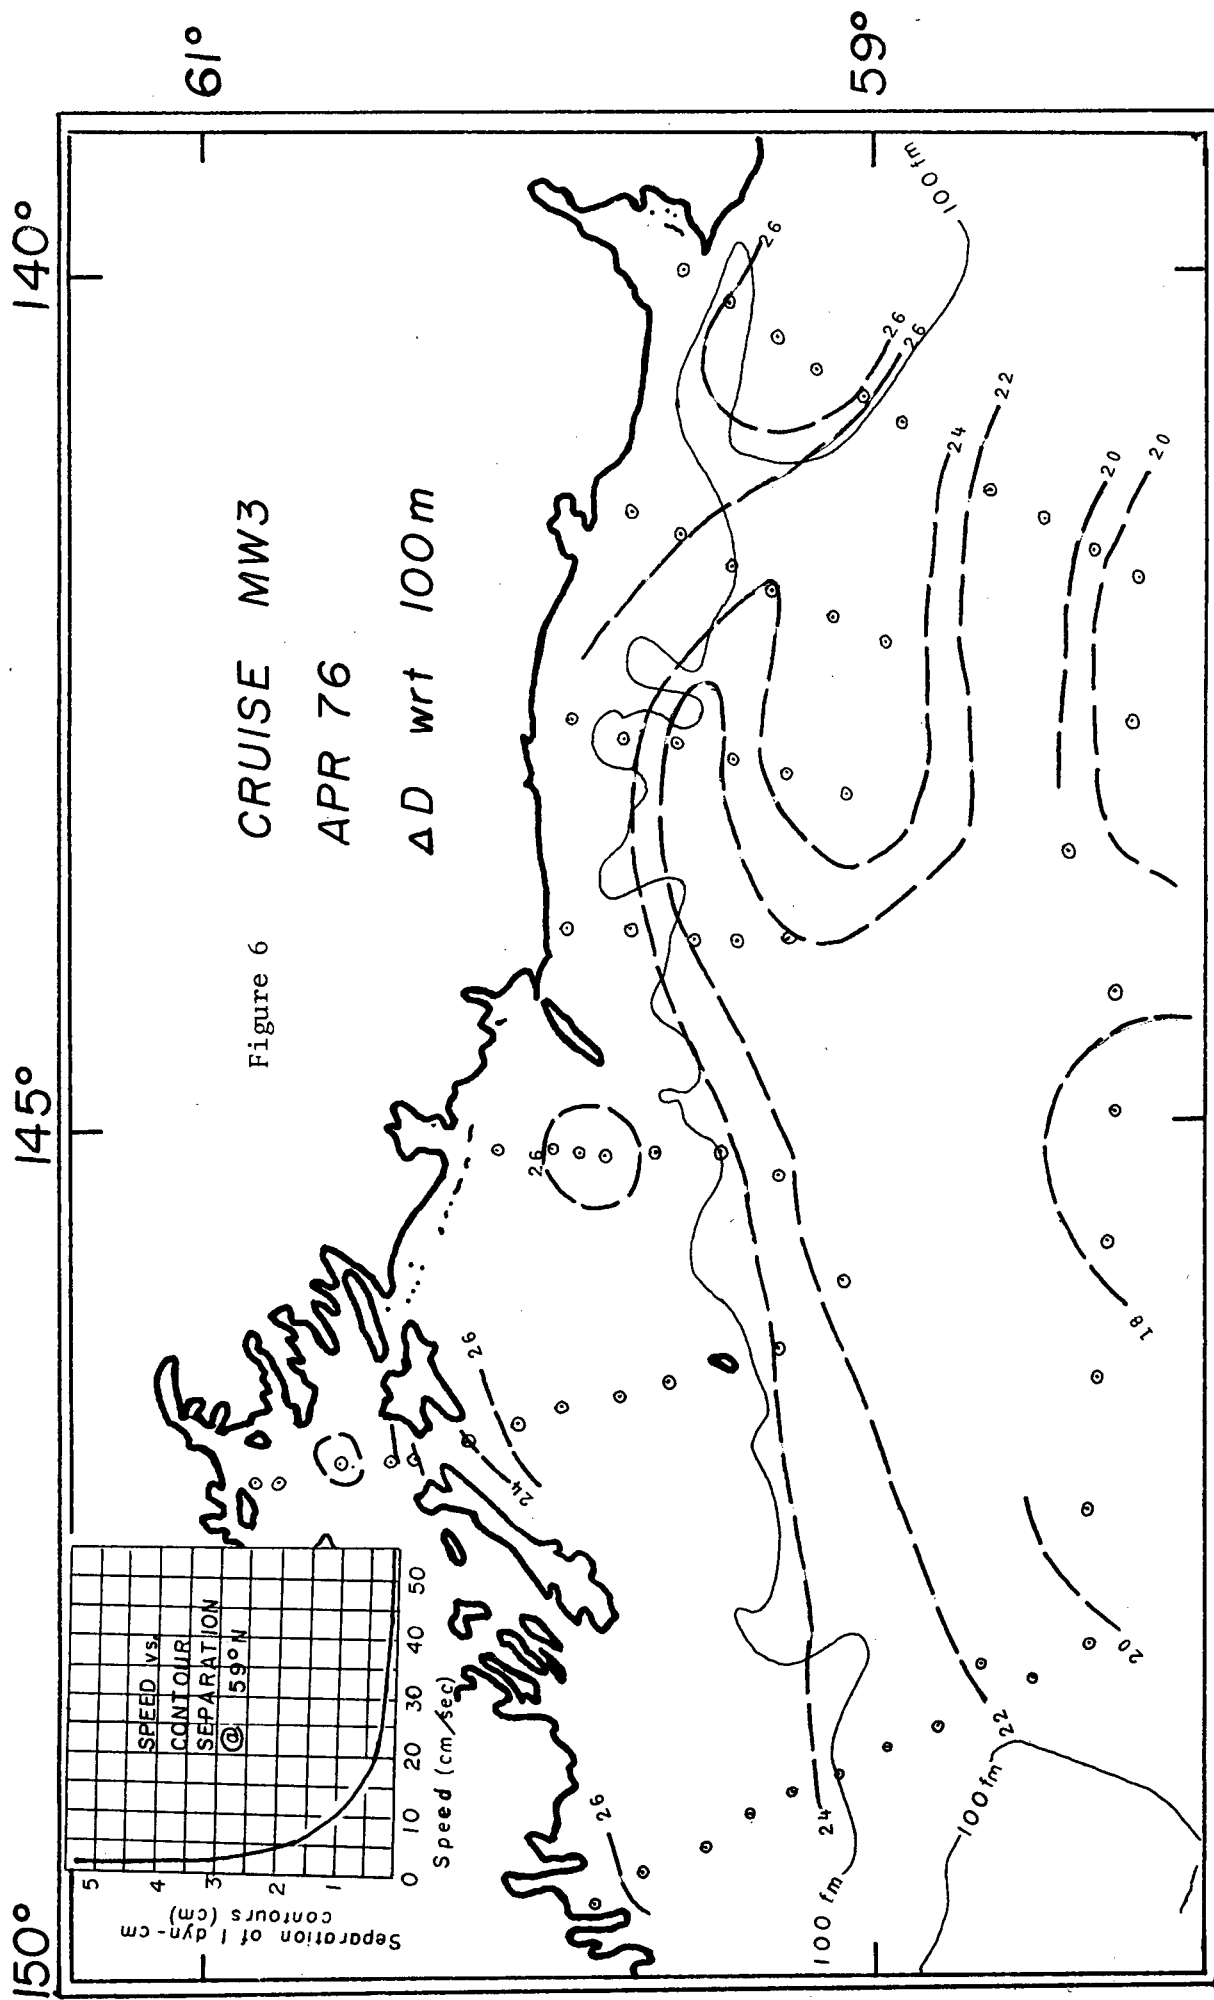 150°
145°
140°
61°
59°
Figure 6
CRUISE MW3
APR 76
ΔD wrt 100m
SPEED vs.
CONTOUR
SEPARATION
@ 59°N
Separation of 1 dyn-cm
contours (cm)
5
4
3
2
1
0
10
20
30
40
50
Speed (cm/sec)
26
24
26
26
26
26
26
24
22
20
20
18
20
22
24
100 fm
100 fm
100 fm